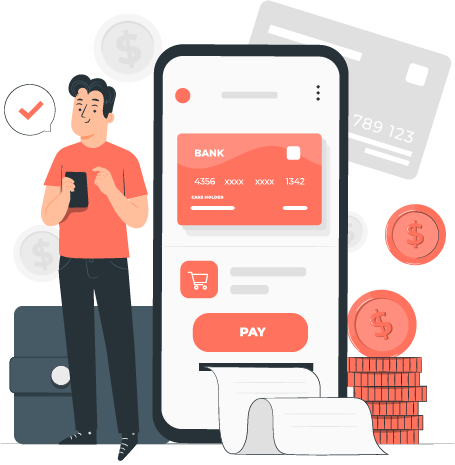 789 123
BANK
4356 xxxx xxxx 1342
CARD HOLDER
PAY
$
$
$
$